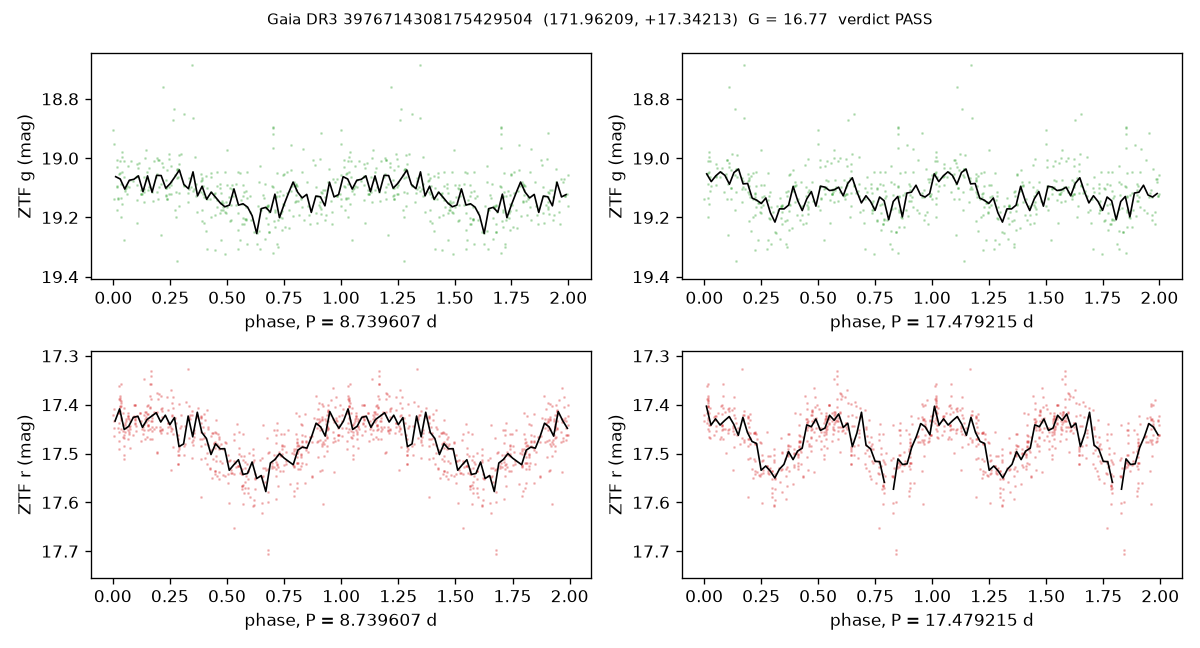 Gaia DR3 3976714308175429504 (171.96209, +17.34213) G = 16.77 verdict PASS
ZTF g (mag)
18.8
19.0
19.2
19.4
0.00 0.25 0.50 0.75 1.00 1.25 1.50 1.75 2.00
phase, P = 8.739607 d
ZTF g (mag)
18.8
19.0
19.2
19.4
0.00 0.25 0.50 0.75 1.00 1.25 1.50 1.75 2.00
phase, P = 17.479215 d
ZTF r (mag)
17.3
17.4
17.5
17.6
17.7
0.00 0.25 0.50 0.75 1.00 1.25 1.50 1.75 2.00
phase, P = 8.739607 d
ZTF r (mag)
17.3
17.4
17.5
17.6
17.7
0.00 0.25 0.50 0.75 1.00 1.25 1.50 1.75 2.00
phase, P = 17.479215 d